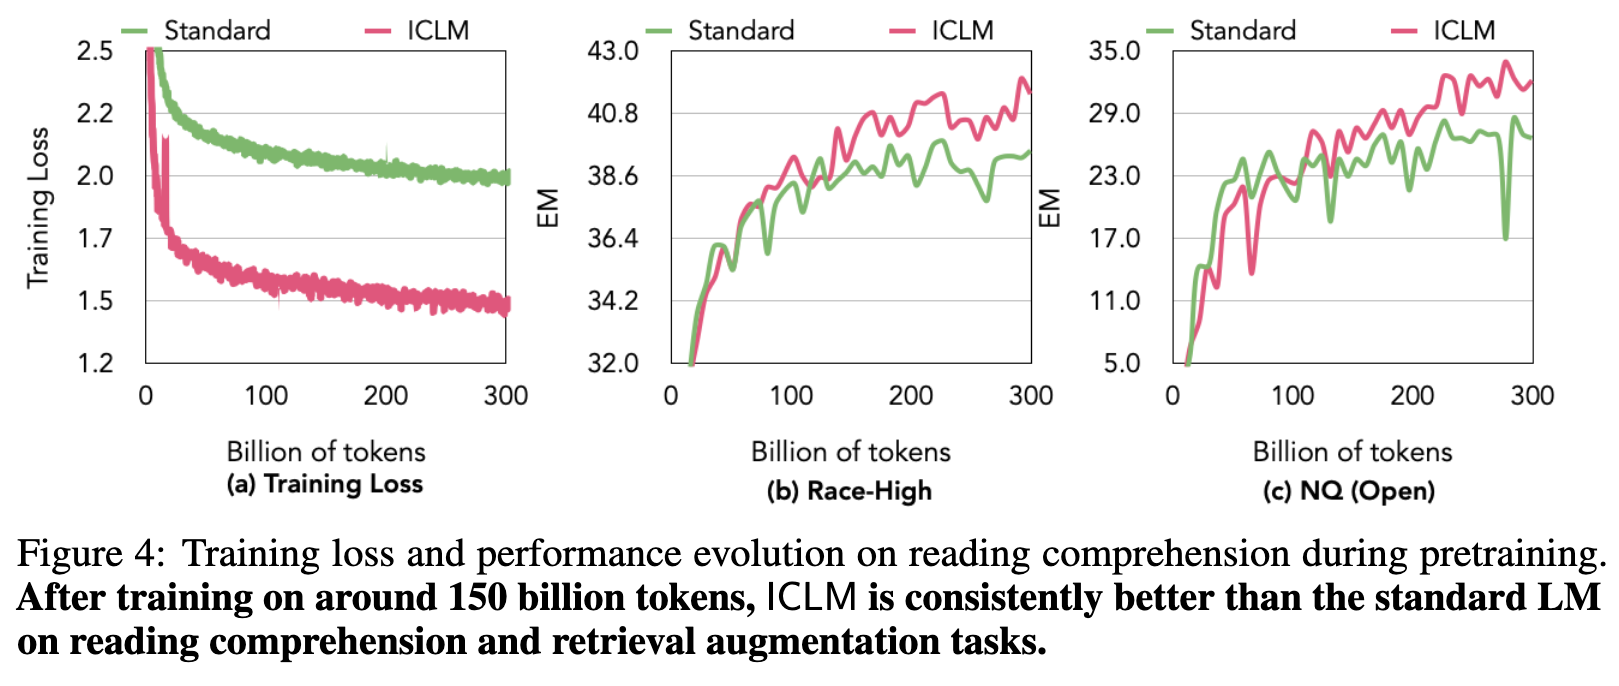 Standard ICLM
2.5
2.2
2.0
1.7
1.5
1.2
0 100 200 300
Training Loss
Billion of tokens
(a) Training Loss
Standard ICLM
43.0
40.8
38.6
36.4
34.2
32.0
0 100 200 300
EM
Billion of tokens
(b) Race-High
Standard ICLM
35.0
29.0
23.0
17.0
11.0
5.0
0 100 200 300
EM
Billion of tokens
(c) NQ (Open)
Figure 4: Training loss and performance evolution on reading comprehension during pretraining.
After training on around 150 billion tokens, ICLM is consistently better than the standard LM
on reading comprehension and retrieval augmentation tasks.